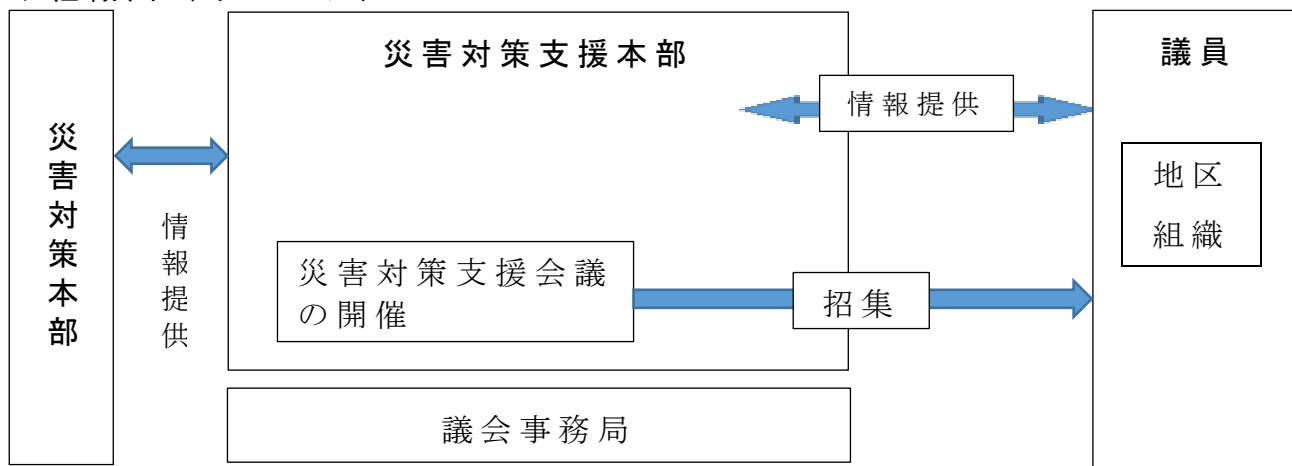 災害対策本部
情報提供
災害対策支援本部
情報提供
災害対策支援会議
の開催
招集
議会事務局
議員
地区
組織